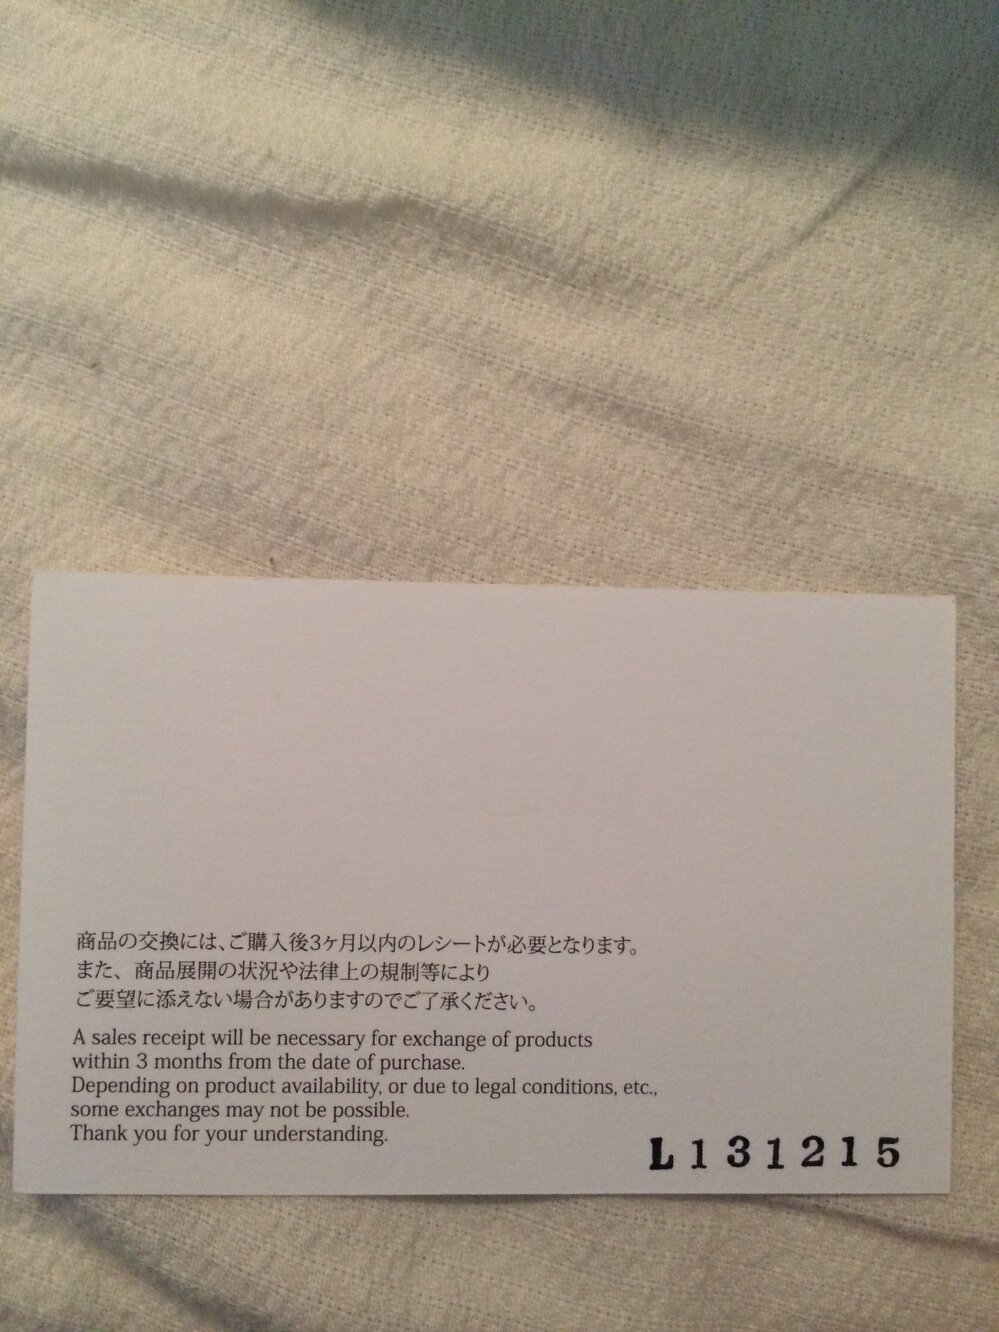 商品の交換には、ご購入後3ヶ月以内のレシートが必要となります。
また、商品展開の状況や法律上の規制等により
ご要望に添えない場合がありますのでご了承ください。
A sales receipt will be necessary for exchange of products
within 3 months from the date of purchase.
Depending on product availability, or due to legal conditions, etc.,
some exchanges may not be possible.
Thank you for your understanding.
L131215